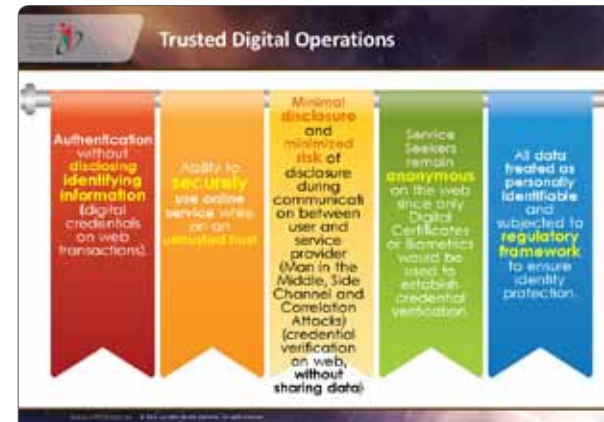 Trusted Digital Operations
Authentication
without
disclosing
identifying
information
(digital
credentials
on web
transactions).
Ability to
securely
use online
service while
on an
untrusted trust
Minimal
disclosure
and
minimized
risk of
disclosure
during
communicati
on between
user and
service
provider
(Man in the
Middle, Side
Channel and
Correlation
Attacks)
(credential
verification
on web,
without
sharing data)
Service
Seekers
remain
anonymous
on the web
since only
Digital
Certificates
or Biometrics
would be
used to
establish
credential
verification.
All data
treated as
personally
identifiable
and
subjected to
regulatory
framework
to ensure
identity
protection.